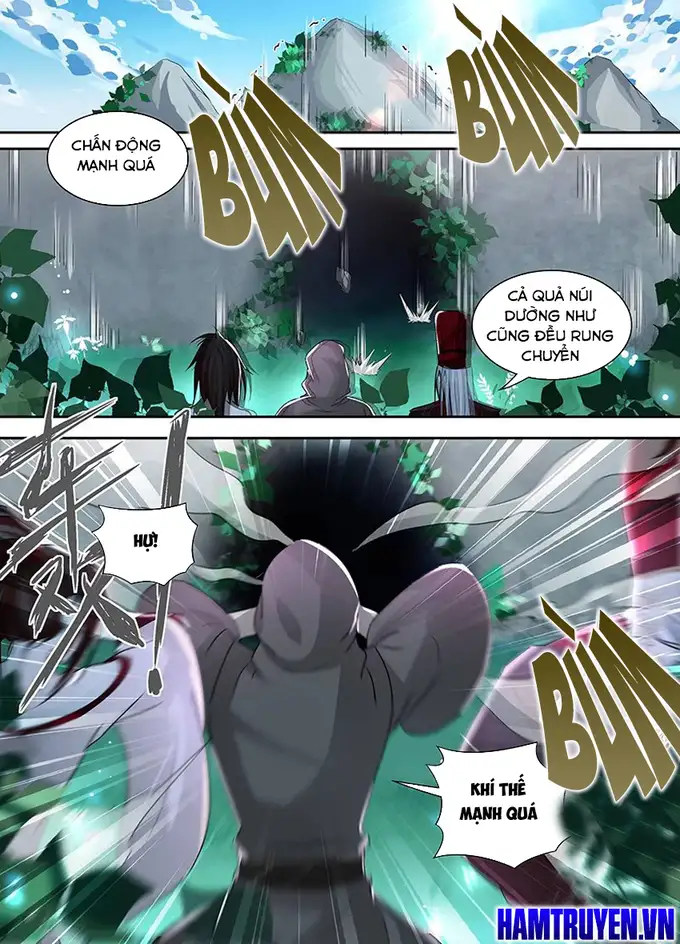 BÙM
BÙM
CHẤN ĐỘNG
MẠNH QUÁ
CẢ QUẢ NÚI
DƯỜNG NHƯ
CŨNG ĐỀU RUNG
CHUYỂN
HỰ!
BÙM
KHÍ THẾ
MẠNH QUÁ
HAMTRUYEN.VN